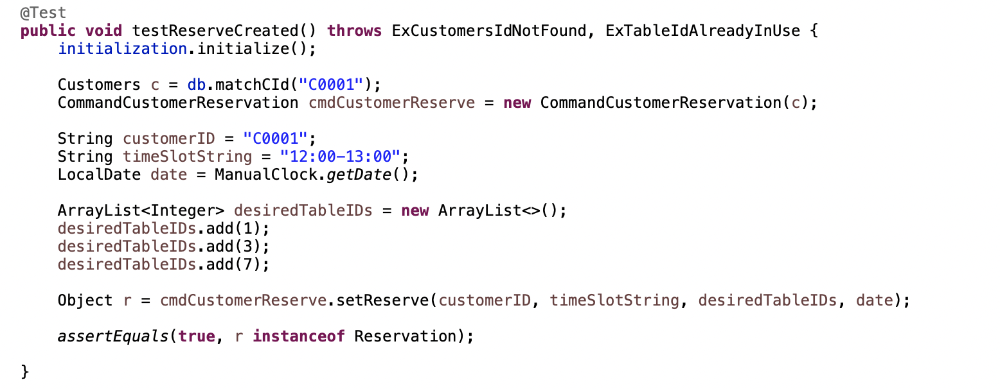 @Test
public void testReserveCreated() throws ExCustomersIdNotFound, ExTableIdAlreadyInUse {
    initialization.initialize();

    Customers c = db.matchCId("C0001");
    CommandCustomerReservation cmdCustomerReserve = new CommandCustomerReservation(c);

    String customerID = "C0001";
    String timeSlotString = "12:00–13:00";
    LocalDate date = ManualClock.getDate();

    ArrayList<Integer> desiredTableIDs = new ArrayList<>();
    desiredTableIDs.add(1);
    desiredTableIDs.add(3);
    desiredTableIDs.add(7);

    Object r = cmdCustomerReserve.setReserve(customerID, timeSlotString, desiredTableIDs, date);

    assertEquals(true, r instanceof Reservation);

}